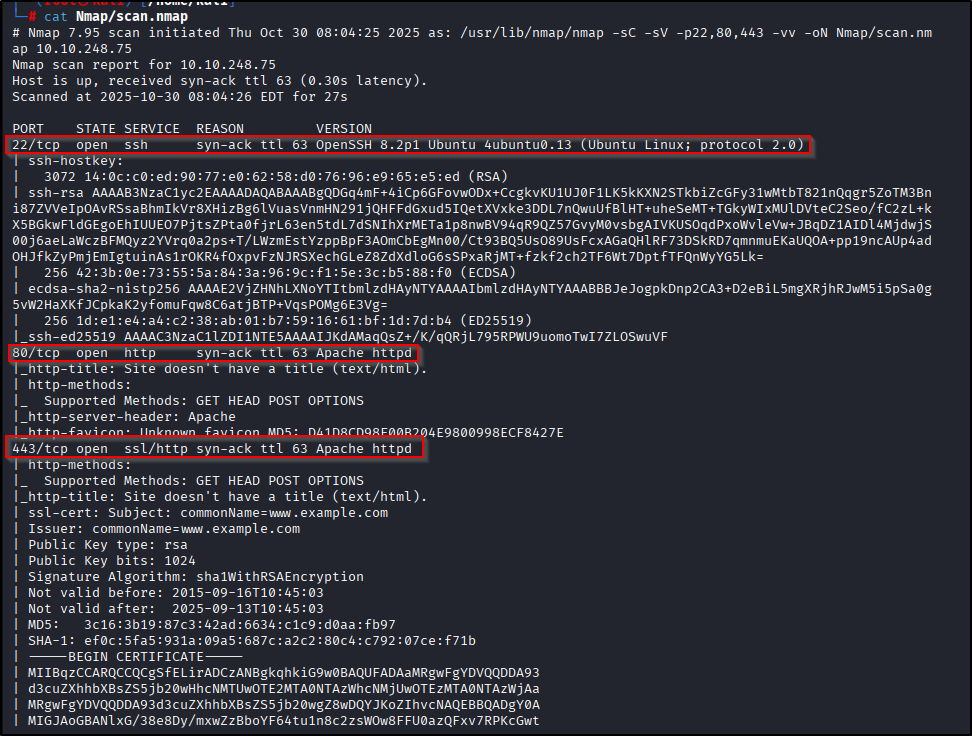 └─# cat Nmap/scan.nmap
# Nmap 7.95 scan initiated Thu Oct 30 08:04:25 2025 as: /usr/lib/nmap/nmap -sC -sV -p22,80,443 -vv -oN Nmap/scan.nm
ap 10.10.248.75
Nmap scan report for 10.10.248.75
Host is up, received syn-ack ttl 63 (0.30s latency).
Scanned at 2025-10-30 08:04:26 EDT for 27s
PORT    STATE SERVICE  REASON         VERSION
22/tcp  open  ssh      syn-ack ttl 63 OpenSSH 8.2p1 Ubuntu 4ubuntu0.13 (Ubuntu Linux; protocol 2.0)
| ssh-hostkey:
|   3072 14:0c:c0:ed:90:77:e0:62:58:d0:76:96:e9:65:e5:ed (RSA)
| ssh-rsa AAAAB3NzaC1yc2EAAAADAQABAAABgQDGq4mF+4iCp6GFovwODx+CcgkvKU1UJ0F1LK5kKXN2STkbiZcGFy31wMtbT821nQqgr5ZoTM3Bn
i87ZVVeIpOAvRSsaBhmIkVr8XHizBg6lVuasVnmHN291jQHFFdGxud5IQetXVxke3DDL7nQwuUfBlHT+uheSeMT+TGkyWIxMUlDVteC2Seo/fC2zL+k
X5BGkwFldGEgoEhIUUEO7PjtsZPta0fjrL63en5tdL7dSNIhXrMETa1p8nwBV94qR9QZ57GvyM0vsbgAIVKUSOqdPxoWvleVw+JBqDZ1AIDl4MjdwjS
00j6aeLaWczBFMQyz2YVrq0a2ps+T/LWzmEstYzppBpF3AOmCbEgMn00/Ct93BQ5UsO89UsFcxAGaQHlRF73DSkRD7qmnmuEKaUQOA+pp19ncAUp4ad
OHJfkZyPmjEmIgtuinAs1rOKR4fOxpvFzNJRSXechGLeZ8ZdXdloG6sSPxaRjMT+fzkf2ch2TF6Wt7DptfTFQnWyYG5Lk=
|   256 42:3b:0e:73:55:5a:84:3a:96:9c:f1:5e:3c:b5:88:f0 (ECDSA)
| ecdsa-sha2-nistp256 AAAAE2VjZHNhLXNoYTItbmlzdHAyNTYAAAAIbmlzdHAyNTYAAABBBJeJogpkDnp2CA3+D2eBiL5mgXRjhRJwM5i5pSa0g
5vW2HaXKfJCpkaK2yfomuFqw8C6atjBTP+VqsPOMg6E3Vg=
|   256 1d:e1:e4:a4:c2:38:ab:01:b7:59:16:61:bf:1d:7d:b4 (ED25519)
|_ssh-ed25519 AAAAC3NzaC1lZDI1NTE5AAAAIJKdAMaqQsZ+/K/qQRjL795RPWU9uomoTwI7ZLOSwuVF
80/tcp  open  http     syn-ack ttl 63 Apache httpd
|_http-title: Site doesn't have a title (text/html).
| http-methods:
|_  Supported Methods: GET HEAD POST OPTIONS
|_http-server-header: Apache
|_http-favicon: Unknown favicon MD5: D41D8CD98F00B204E9800998ECF8427E
443/tcp open  ssl/http syn-ack ttl 63 Apache httpd
| http-methods:
|_  Supported Methods: GET HEAD POST OPTIONS
|_http-title: Site doesn't have a title (text/html).
| ssl-cert: Subject: commonName=www.example.com
| Issuer: commonName=www.example.com
| Public Key type: rsa
| Public Key bits: 1024
| Signature Algorithm: sha1WithRSAEncryption
| Not valid before: 2015-09-16T10:45:03
| Not valid after:  2025-09-13T10:45:03
| MD5:   3c16:3b19:87c3:42ad:6634:c1c9:d0aa:fb97
| SHA-1: ef0c:5fa5:931a:09a5:687c:a2c2:80c4:c792:07ce:f71b
| -----BEGIN CERTIFICATE-----
| MIIBqzCCARQCCQCgSfELirADCzANBgkqhkiG9w0BAQUFADAaMRgwFgYDVQQDDA93
| d3cuZXhhbXBsZS5jb20wHhcNMTUwOTE2MTA0NTAzWhcNMjUwOTEzMTA0NTAzWjAa
| MRgwFgYDVQQDDA93d3cuZXhhbXBsZS5jb20wgZ8wDQYJKoZIhvcNAQEBBQADgY0A
| MIGJAoGBANlxG/38e8Dy/mxwZzBboYF64tu1n8c2zsWOw8FFU0azQFxv7RPKcGwt